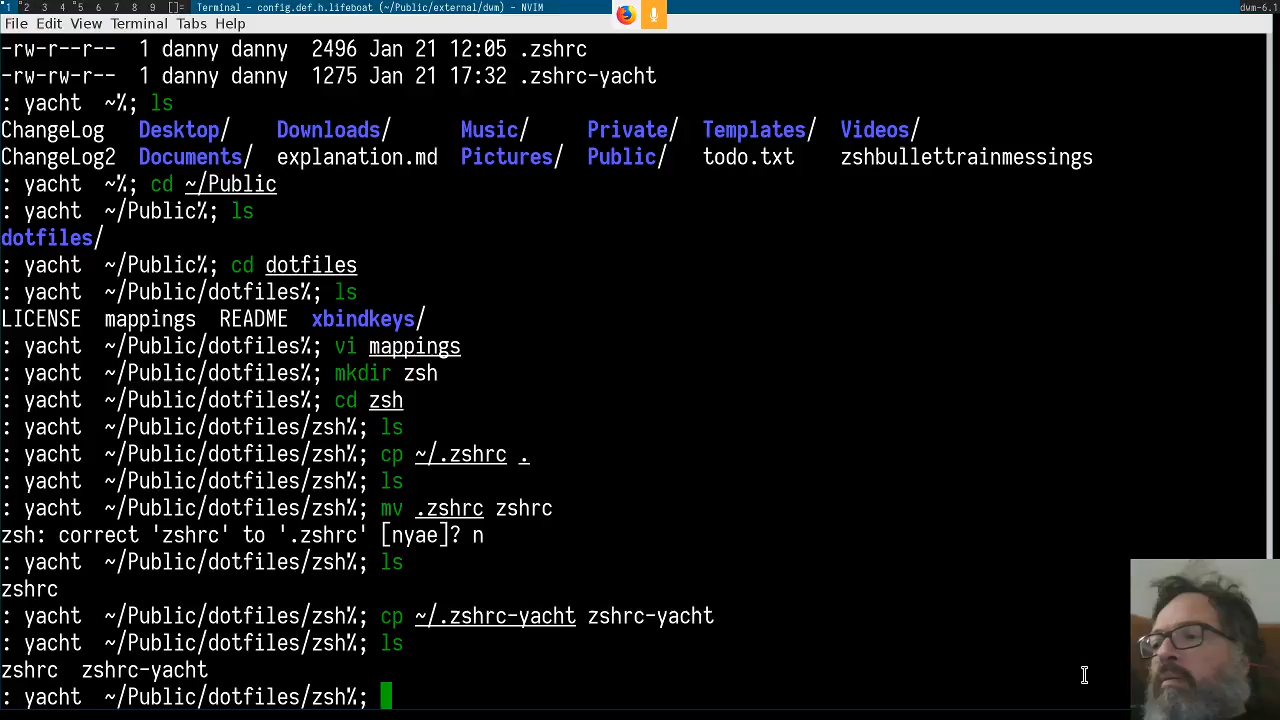 1 2 3 4 5 6 7 8 9 []= Terminal - config.def.h.lifeboat (~/Public/external/dwm) - NVIM dwm-6.1
File Edit View Terminal Tabs Help
-rw-r--r-- 1 danny danny 2496 Jan 21 12:05 .zshrc
-rw-rw-r-- 1 danny danny 1275 Jan 21 17:32 .zshrc-yacht
: yacht ~%; ls
ChangeLog Desktop/ Downloads/ Music/ Private/ Templates/ Videos/
ChangeLog2 Documents/ explanation.md Pictures/ Public/ todo.txt zshbullettrainmessings
: yacht ~%; cd ~/Public
: yacht ~/Public%; ls
dotfiles/
: yacht ~/Public%; cd dotfiles
: yacht ~/Public/dotfiles%; ls
LICENSE mappings README xbindkeys/
: yacht ~/Public/dotfiles%; vi mappings
: yacht ~/Public/dotfiles%; mkdir zsh
: yacht ~/Public/dotfiles%; cd zsh
: yacht ~/Public/dotfiles/zsh%; ls
: yacht ~/Public/dotfiles/zsh%; cp ~/.zshrc .
: yacht ~/Public/dotfiles/zsh%; ls
: yacht ~/Public/dotfiles/zsh%; mv .zshrc zshrc
zsh: correct 'zshrc' to '.zshrc' [nyae]? n
: yacht ~/Public/dotfiles/zsh%; ls
zshrc
: yacht ~/Public/dotfiles/zsh%; cp ~/.zshrc-yacht zshrc-yacht
: yacht ~/Public/dotfiles/zsh%; ls
zshrc zshrc-yacht
: yacht ~/Public/dotfiles/zsh%;